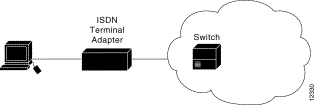 ISDN
Terminal
Adapter
Switch
12330